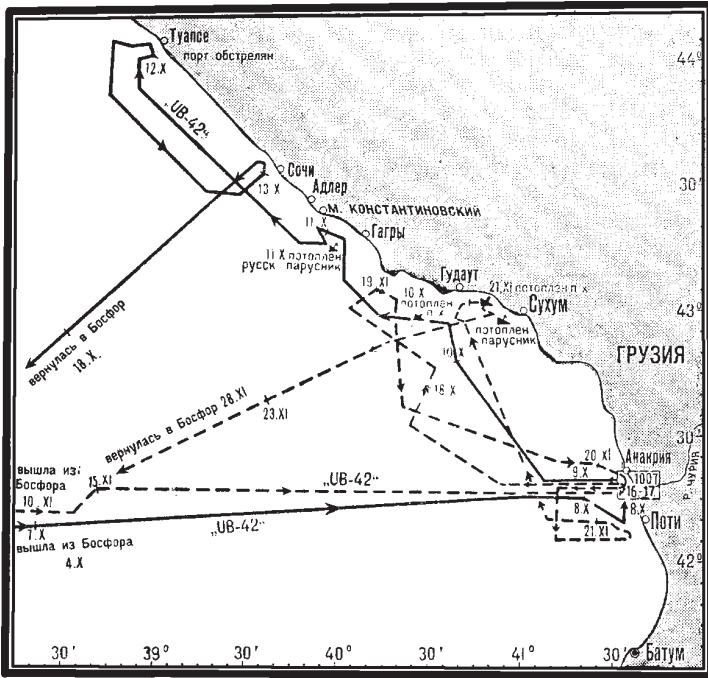 Туапсе
порт обстрелян
44°
12.X
„UB-42“
Сочи
13 X
Адлер
30'
м. КОНСТАНТИНОВСКИЙ
11 X
Гагры
11 X потоплен
русск парусник
19 XI
Гудаут
10 X
потоплен
п.х.
21.XI потоплен п х
Сухум
43°
потоплен
парусник
вернулась в Босфор
18.X.
10.X
ГРУЗИЯ
18 X
вернулась в Босфор 28.XI
23.XI
30'
20 XI
Анакрия
вышла из
Босфора
10. XI
15.XI
„UB-42“
9.X
1007
16-17
р. ЧУРИЯ
7.X
„UB-42“
8.X
8.X
Поти
вышла из Босфора
4.X
21.XI
42°
30'
39°
30'
40°
30'
41°
30'
Батум